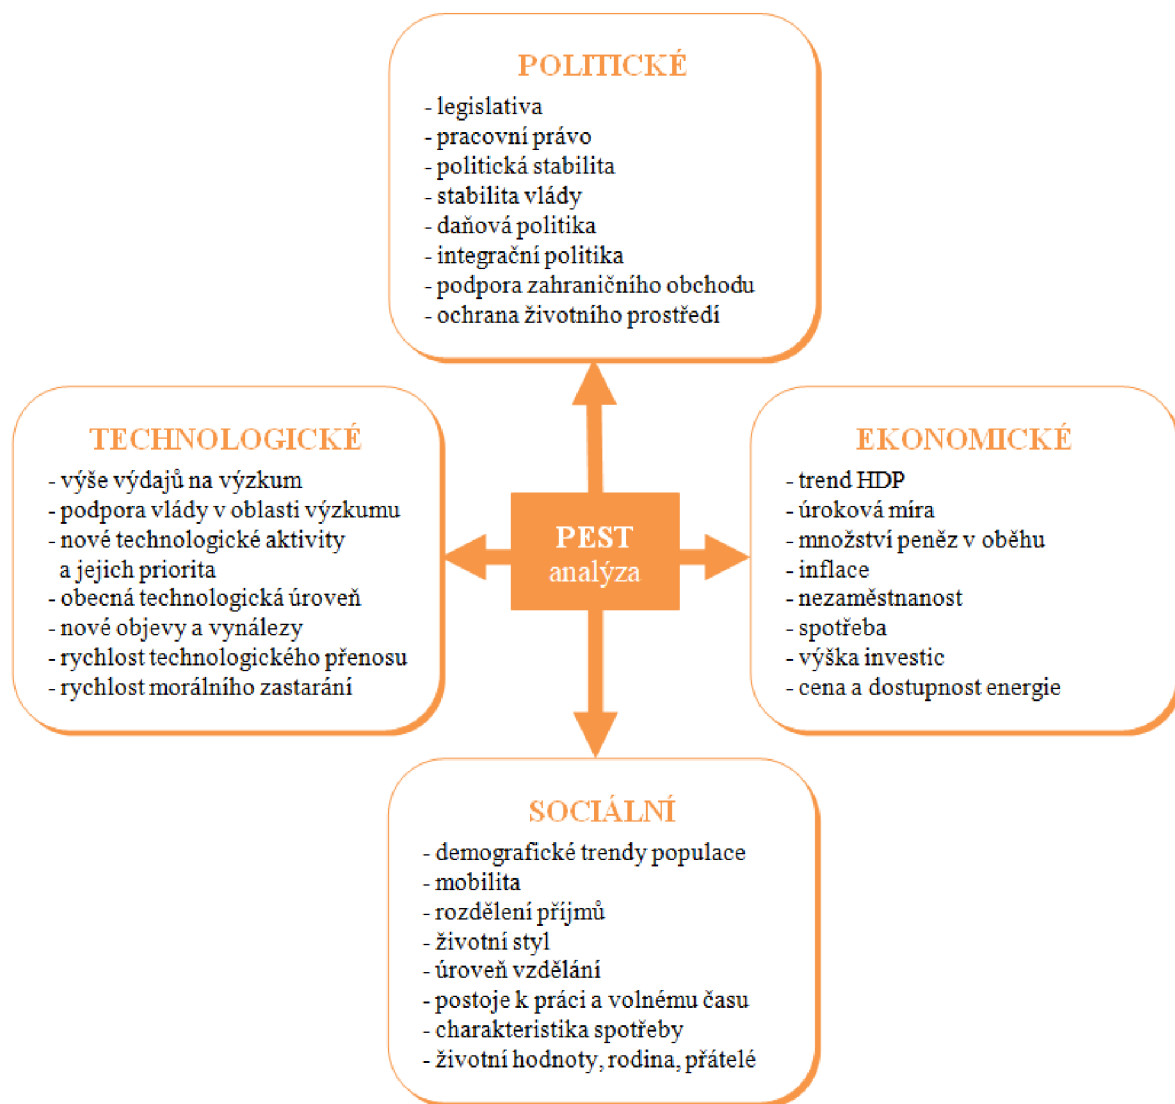 POLITICKÉ
- legislativa
- pracovní právo
- politická stabilita
- stabilita vlády
- daňová politika
- integrační politika
- podpora zahraničního obchodu
- ochrana životního prostředí
TECHNOLOGICKÉ
- výše výdajů na výzkum
- podpora vlády v oblasti výzkumu
- nové technologické aktivity
a jejich priorita
- obecná technologická úroveň
- nové objevy a vynálezy
- rychlost technologického přenosu
- rychlost morálního zastarání
PEST
analýza
EKONOMICKÉ
- trend HDP
- úroková míra
- množství peněz v oběhu
- inflace
- nezaměstnanost
- spotřeba
- výška investic
- cena a dostupnost energie
SOCIÁLNÍ
- demografické trendy populace
- mobilita
- rozdělení příjmů
- životní styl
- úroveň vzdělání
- postoje k práci a volnému času
- charakteristika spotřeby
- životní hodnoty, rodina, přátelé